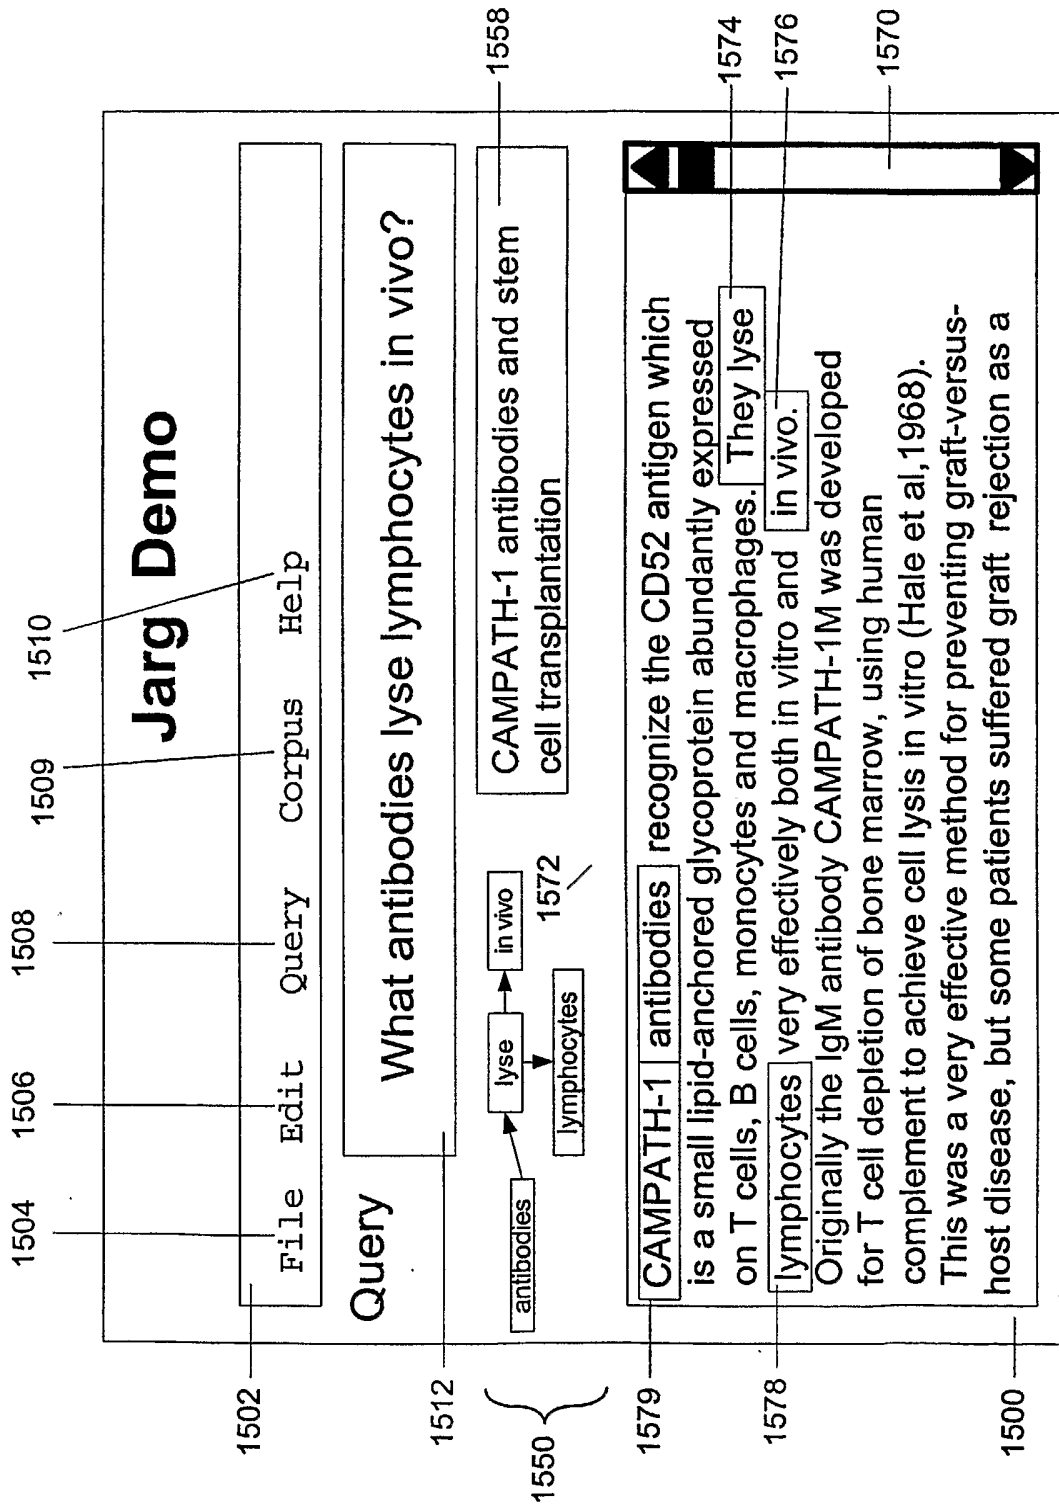 1510
1509
1508
1506
1504
Jarg Demo
1502
File Edit Query Corpus Help
Query
What antibodies lyse lymphocytes in vivo?
1512
1550
antibodies
lyse
in vivo
lymphocytes
1572
CAMPATH-1 antibodies and stem
cell transplantation
1558
1579
CAMPATH-1 antibodies recognize the CD52 antigen which
is a small lipid-anchored glycoprotein abundantly expressed
on T cells, B cells, monocytes and macrophages. They lyse
1574
1578
lymphocytes very effectively both in vitro and in vivo.
1576
Originally the IgM antibody CAMPATH-1M was developed
for T cell depletion of bone marrow, using human
1570
complement to achieve cell lysis in vitro (Hale et al,1968).
This was a very effective method for preventing graft-versus-
host disease, but some patients suffered graft rejection as a
1500